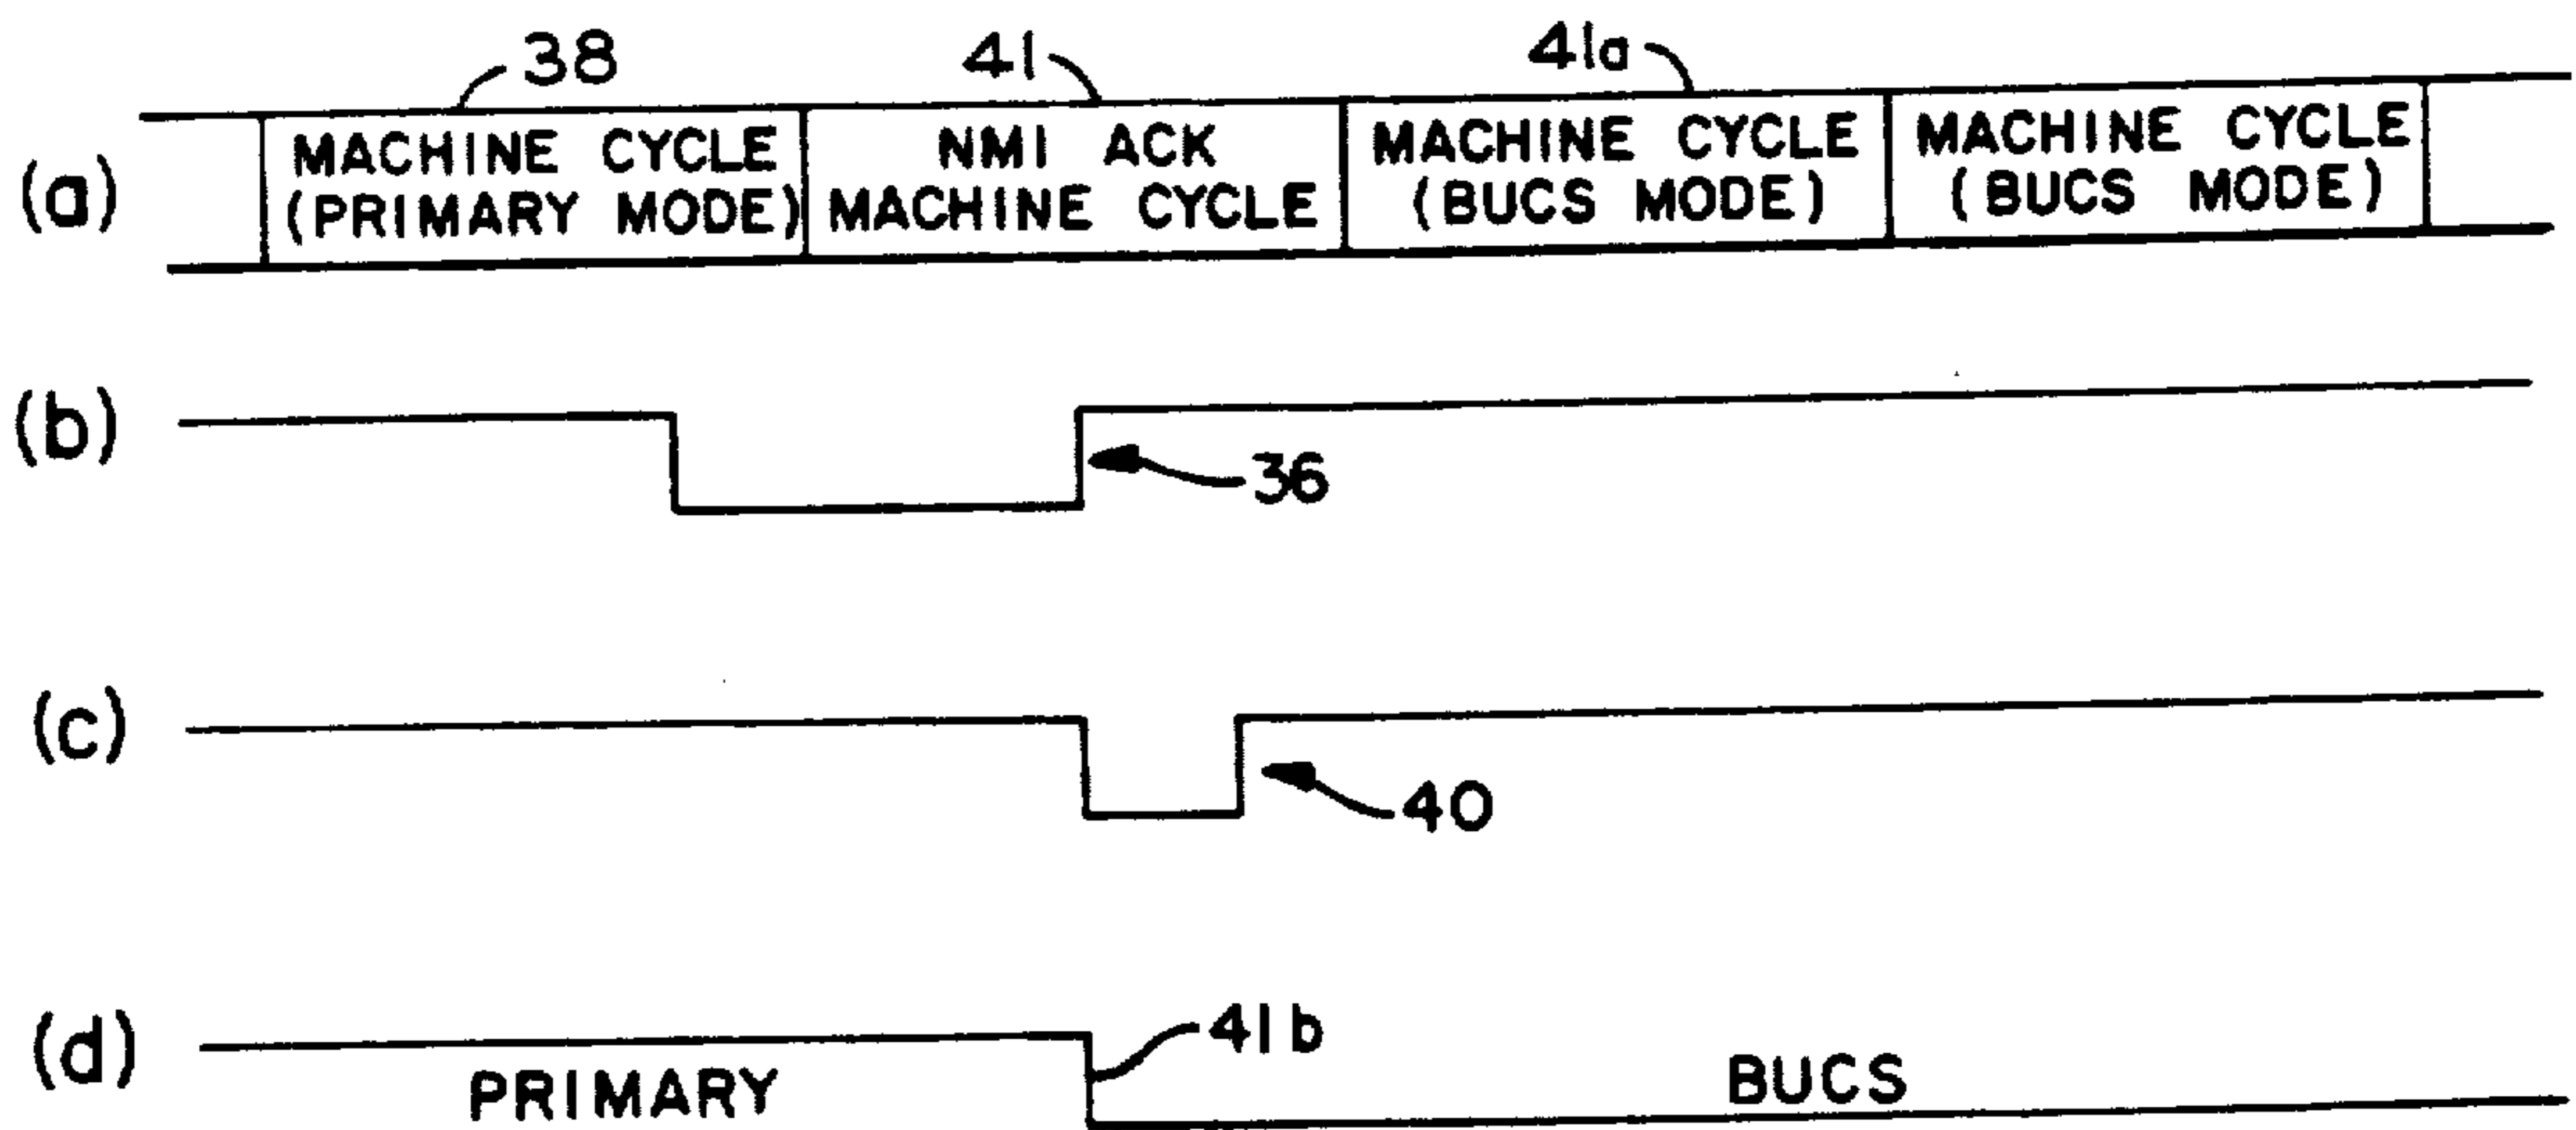 38
41
41a
(a)
MACHINE CYCLE
(PRIMARY MODE)
NMI ACK
MACHINE CYCLE
MACHINE CYCLE
(BUCS MODE)
MACHINE CYCLE
(BUCS MODE)
(b)
36
(c)
40
(d)
41b
PRIMARY
BUCS